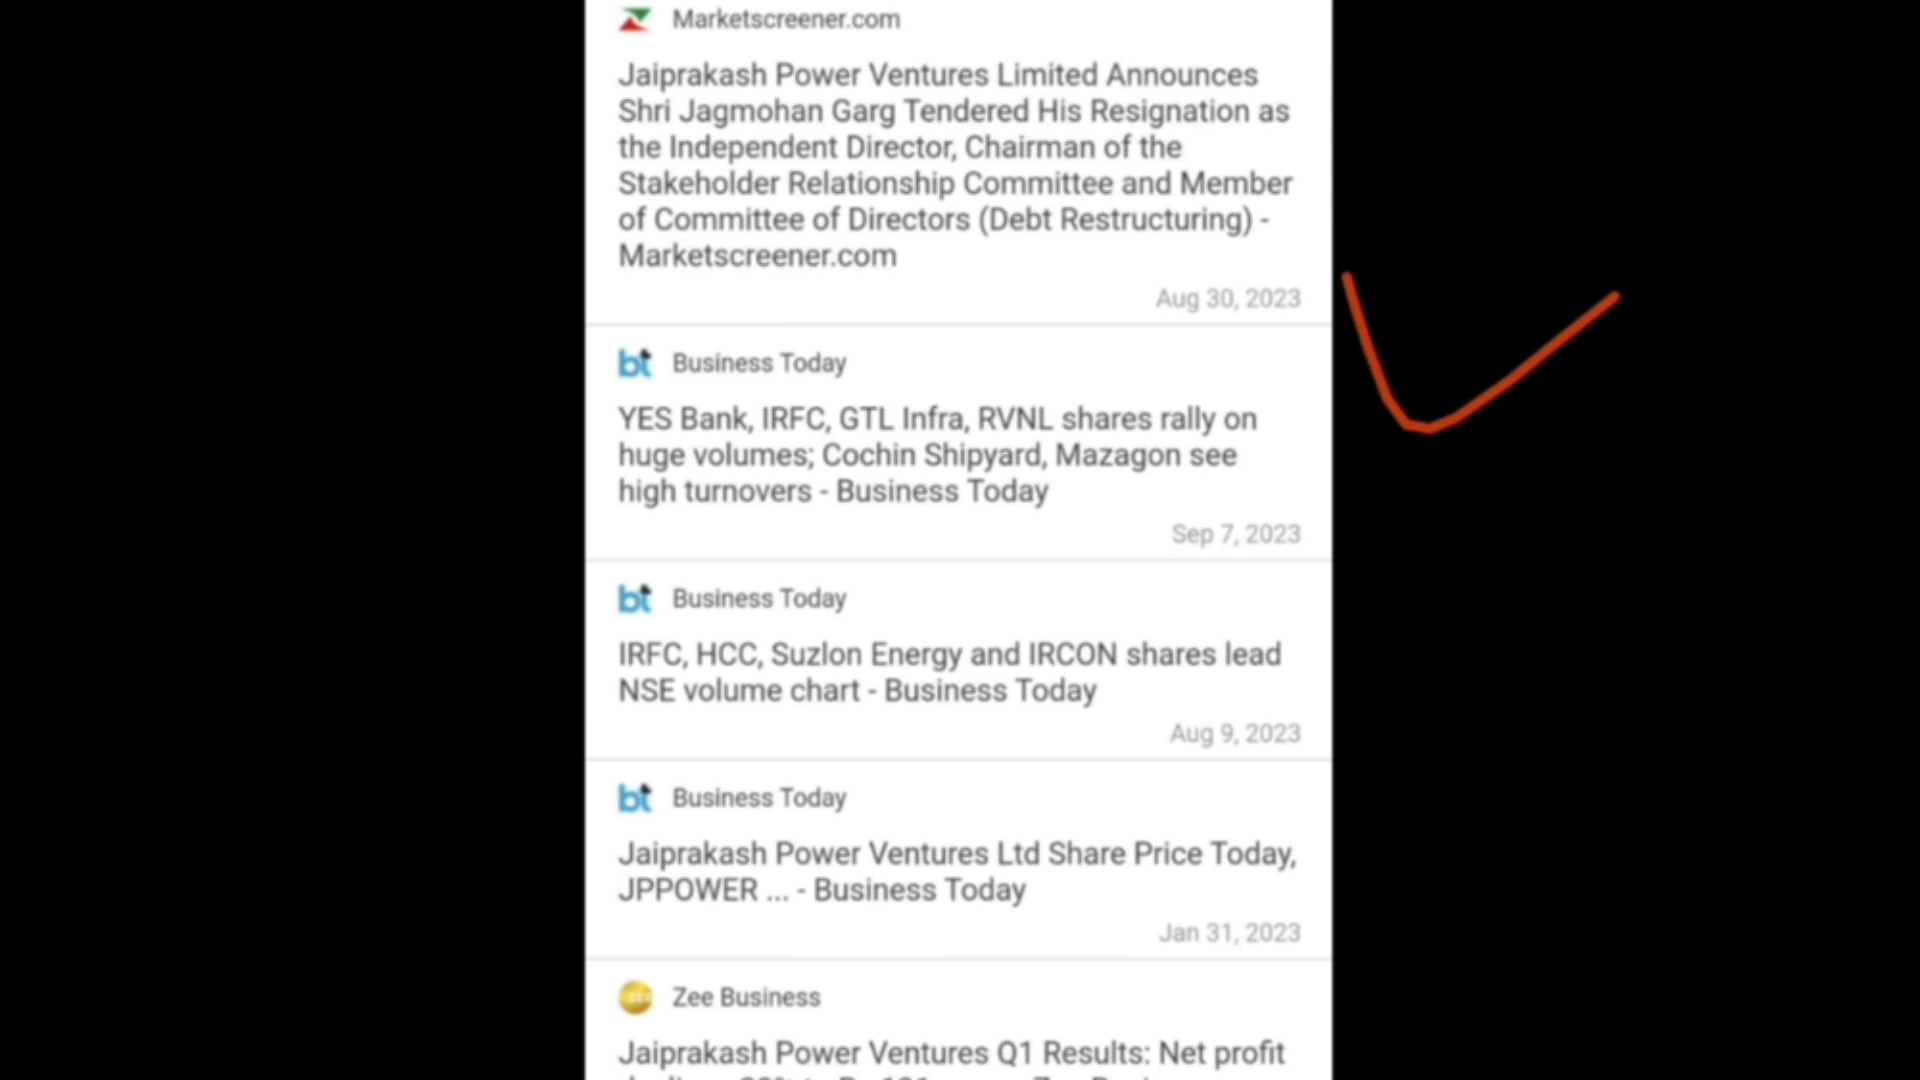 Marketscreener.com
Jaiprakash Power Ventures Limited Announces
Shri Jagmohan Garg Tendered His Resignation as
the Independent Director, Chairman of the
Stakeholder Relationship Committee and Member
of Committee of Directors (Debt Restructuring) -
Marketscreener.com
Aug 30, 2023
bt Business Today
YES Bank, IRFC, GTL Infra, RVNL shares rally on
huge volumes; Cochin Shipyard, Mazagon see
high turnovers - Business Today
Sep 7, 2023
bt Business Today
IRFC, HCC, Suzlon Energy and IRCON shares lead
NSE volume chart - Business Today
Aug 9, 2023
bt Business Today
Jaiprakash Power Ventures Ltd Share Price Today,
JPPOWER ... - Business Today
Jan 31, 2023
Zee Business
Jaiprakash Power Ventures Q1 Results: Net profit